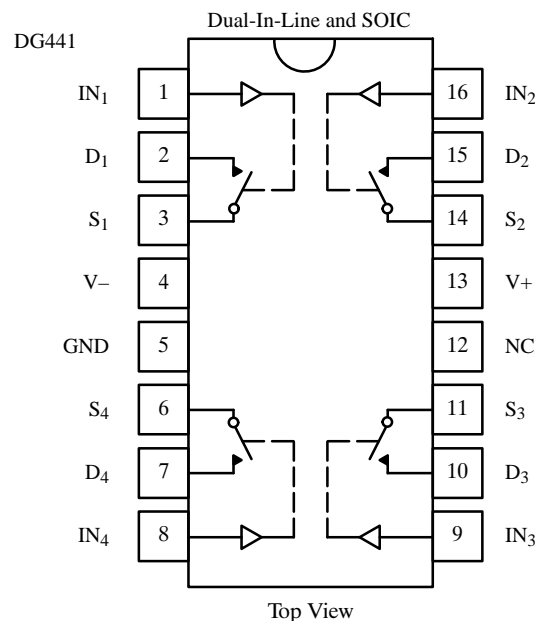 Dual-In-Line and SOIC
DG441
IN1 1 16 IN2
D1 2 15 D2
S1 3 14 S2
V– 4 13 V+
GND 5 12 NC
S4 6 11 S3
D4 7 10 D3
IN4 8 9 IN3
Top View